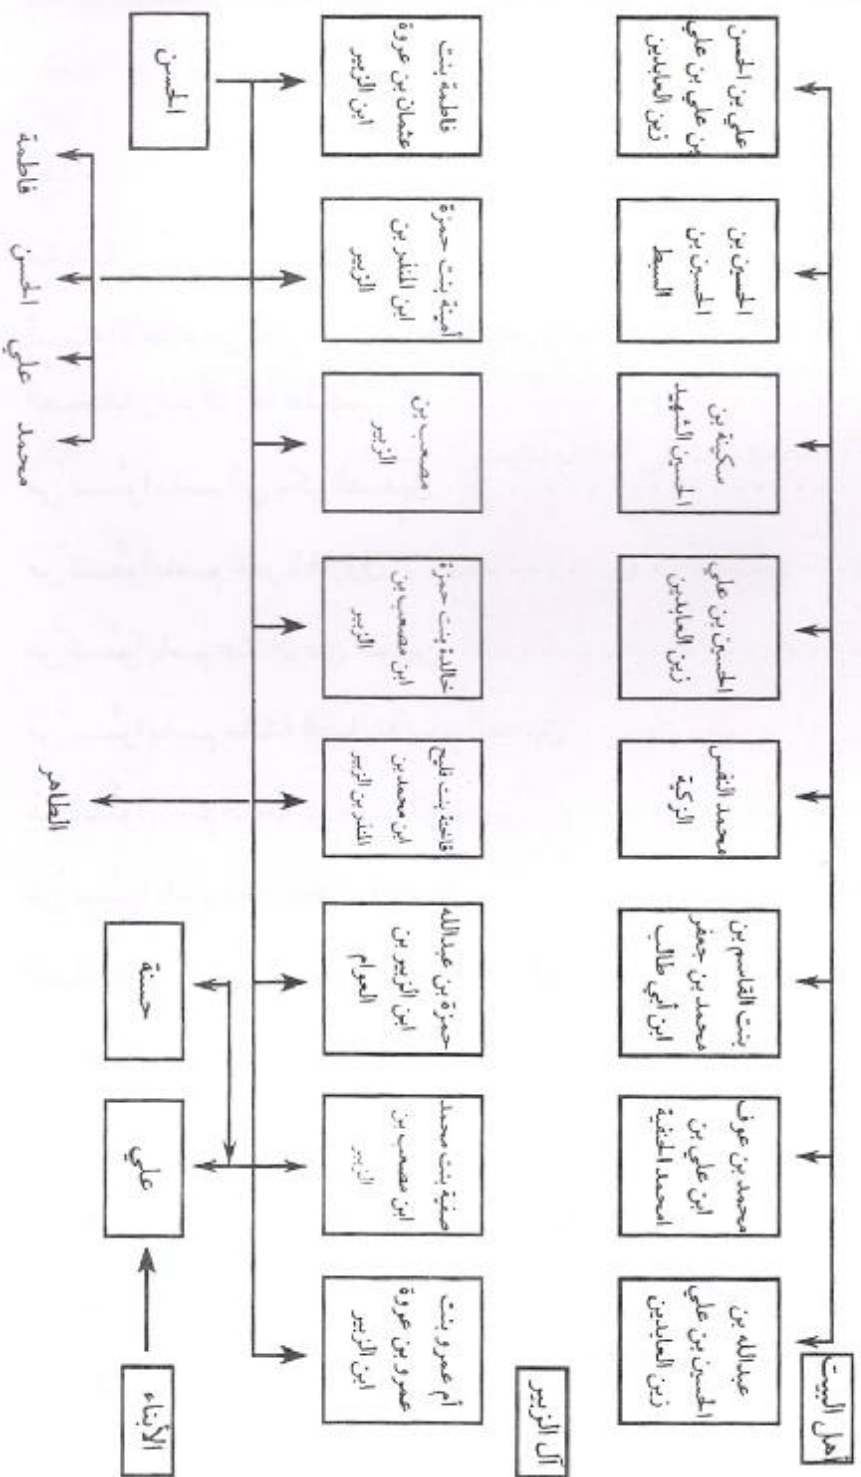 أهل البيت
عبدالله بن
الحسين بن علي
زين العابدين
محمد بن عوف
ابن علي بن
محمد الحنفية
بنت القاسم بن
محمد بن جعفر
ابن أبي طالب
محمد النفس
الزكية
الحسين بن علي
زين العابدين
سكينة بن
الحسين الشهيد
الحسين بن
الحسين بن
السبط
علي بن الحسن
بن علي بن علي
زين العابدين
آل الزبير
أم عمرو بنت
عمرو بن عروة
ابن الزبير
صفية بنت محمد
ابن مصعب بن
الزبير
حمزة بن عبدالله
ابن الزبير بن
العوام
فاختة بنت فليح
ابن محمد بن
المنذر بن الزبير
خالدة بنت حمزة
ابن مصعب بن
الزبير
مصعب بن
الزبير
أمينة بنت حمزة
ابن المنذر بن
الزبير
فاطمة بنت
عثمان بن عروة
ابن الزبير
الأبناء
علي
حسنة
الطاهر
محمد علي الحسن فاطمة
الحسن